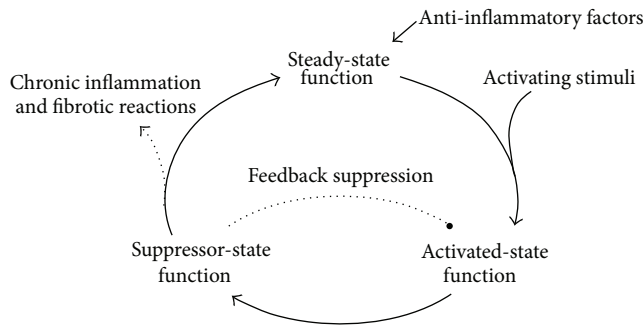 Anti-inflammatory factors
Steady-state
function
Chronic inflammation
and fibrotic reactions
Activating stimuli
Feedback suppression
Suppressor-state
function
Activated-state
function